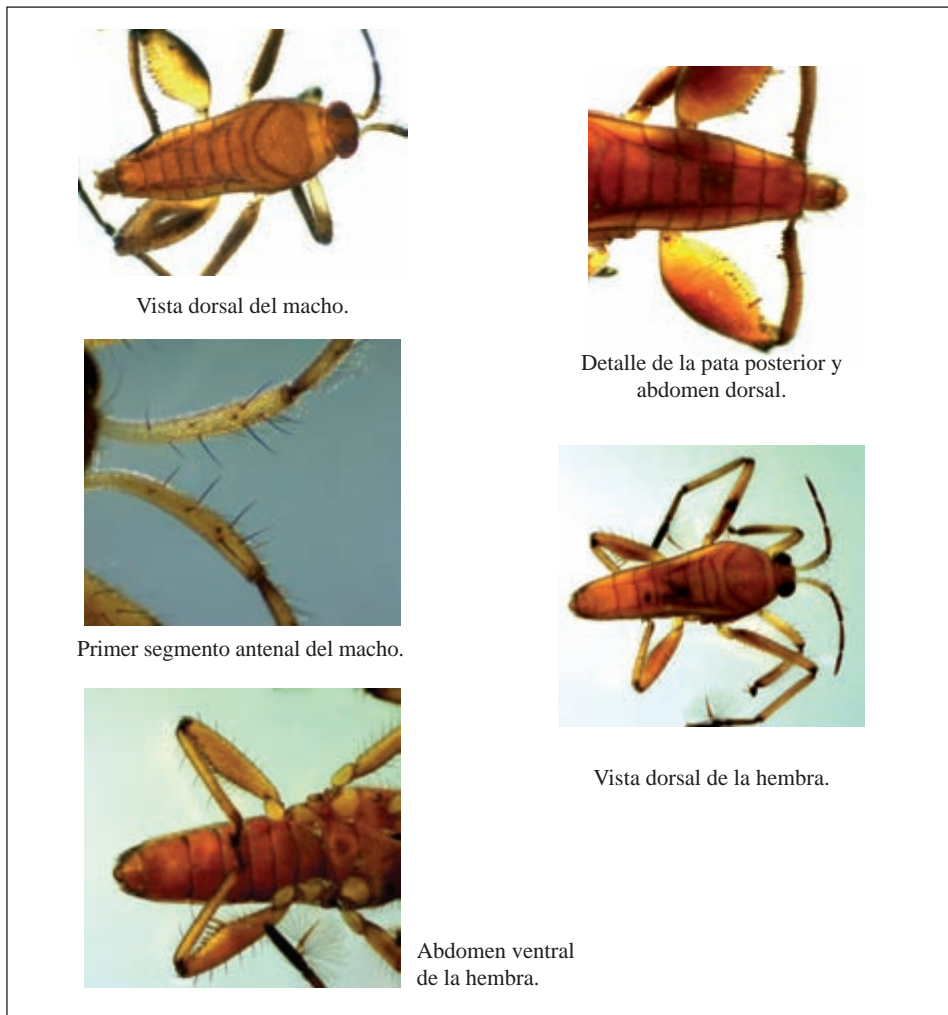 Vista dorsal del macho.
Detalle de la pata posterior y
abdomen dorsal.
Primer segmento antenal del macho.
Vista dorsal de la hembra.
Abdomen ventral
de la hembra.